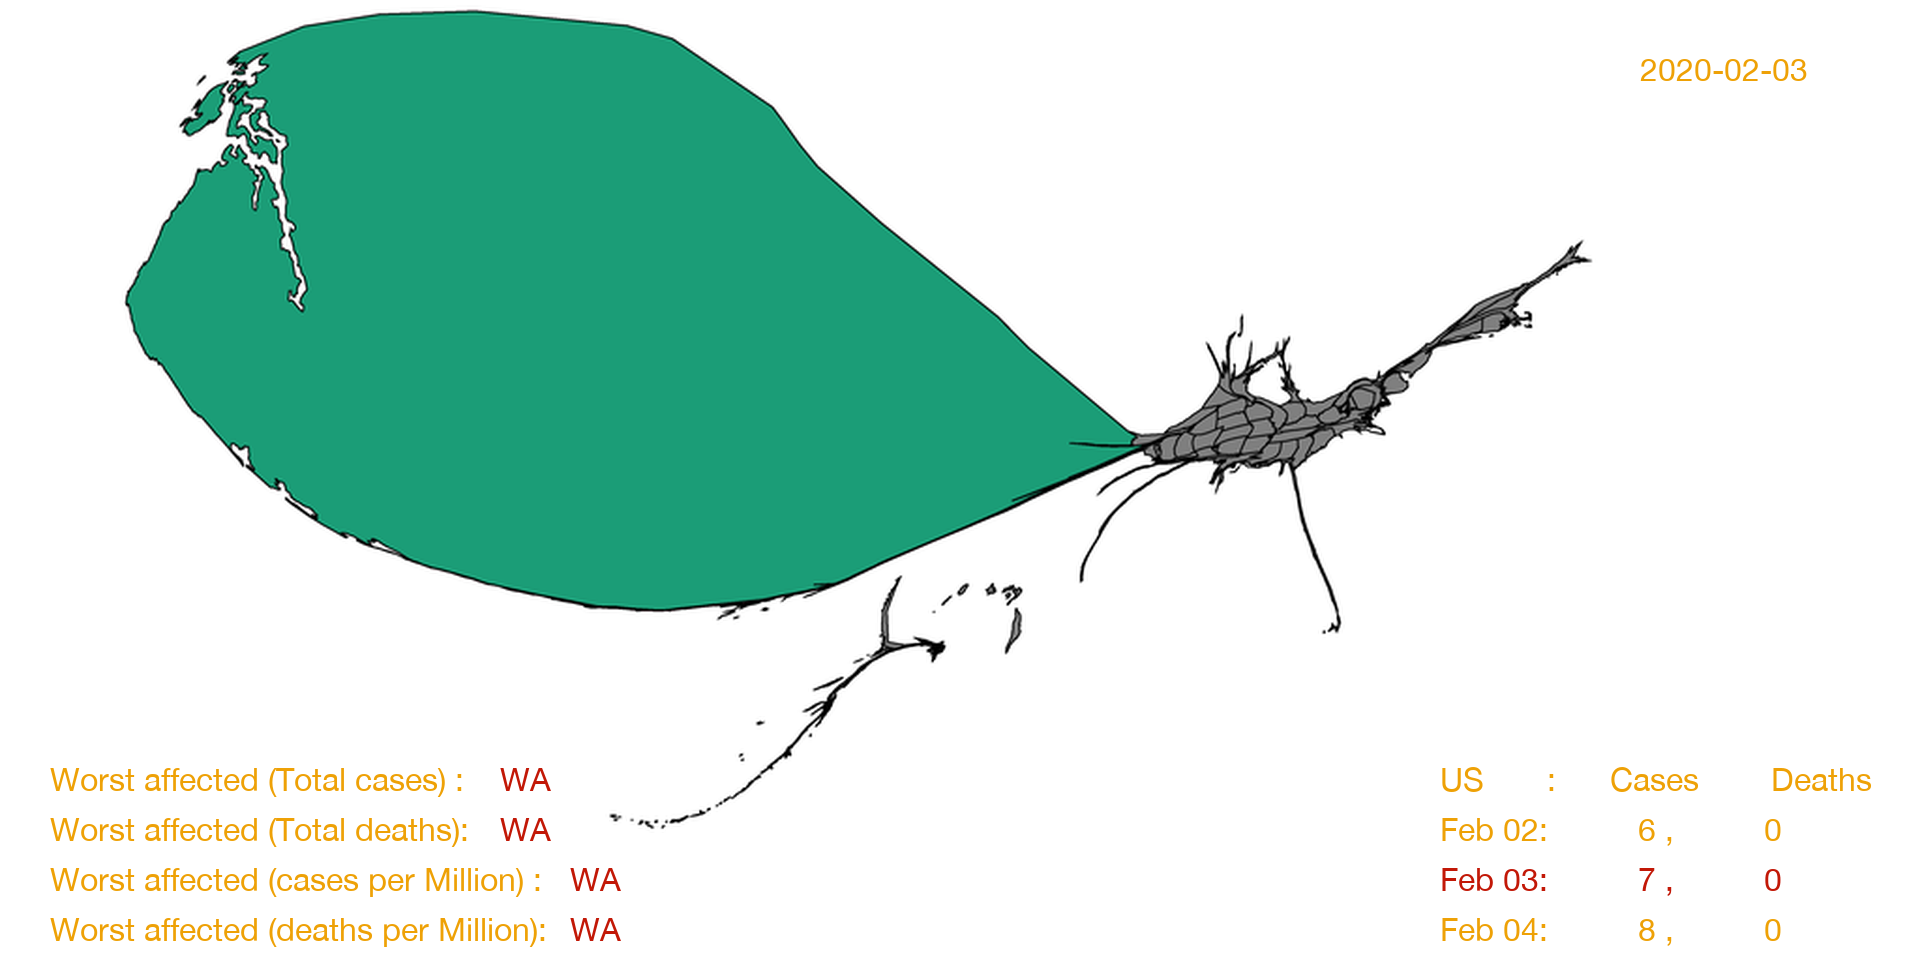 2020-02-03
Worst affected (Total cases) : WA
Worst affected (Total deaths): WA
Worst affected (cases per Million) : WA
Worst affected (deaths per Million): WA
US : Cases Deaths
Feb 02: 6 , 0
Feb 03: 7 , 0
Feb 04: 8 , 0